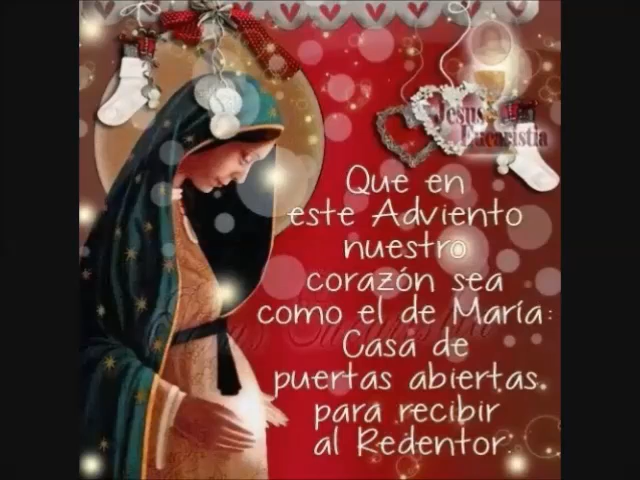 Jesus
Eucaristia
Que en
este Adviento
nuestro
corazón sea
como el de María:
Casa de
puertas abiertas
para recibir
al Redentor.